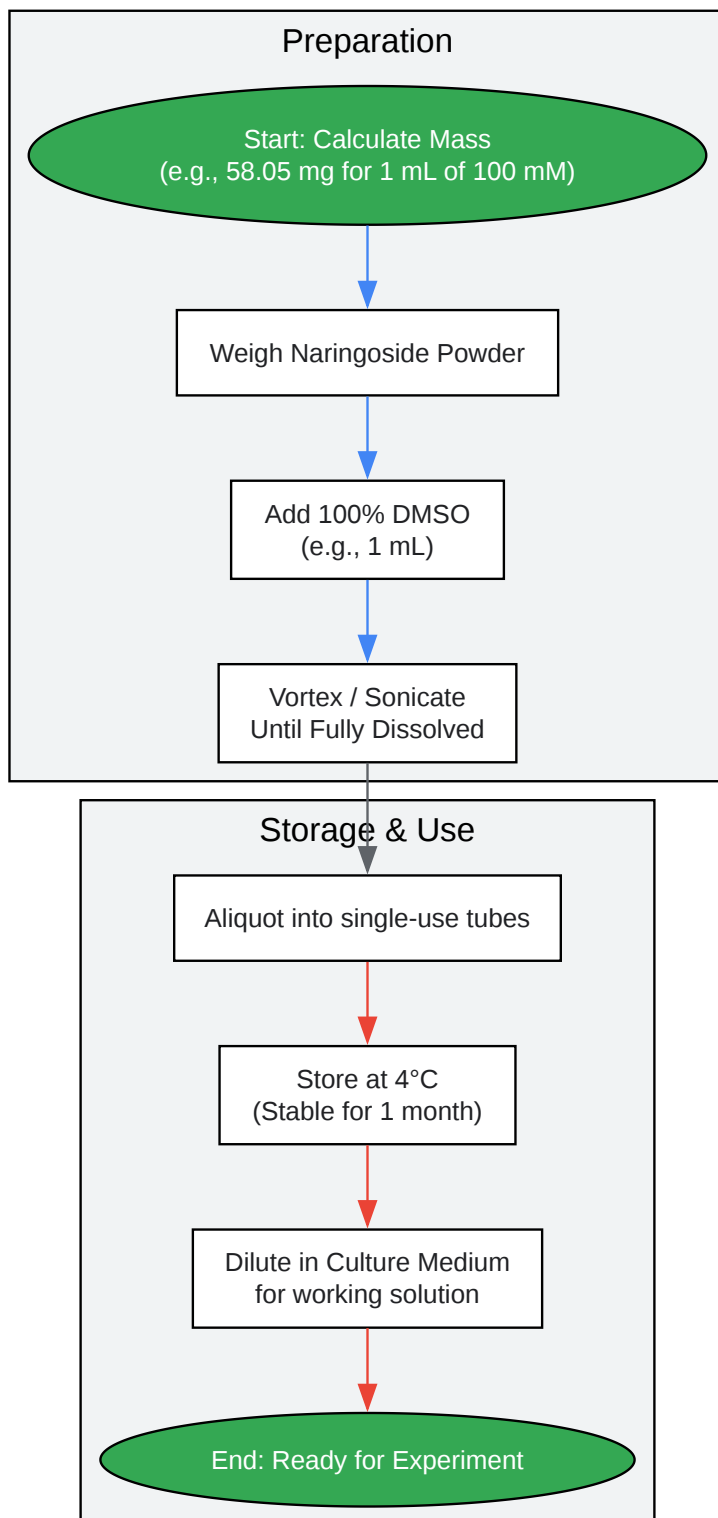 Preparation
Start: Calculate Mass
(e.g., 58.05 mg for 1 mL of 100 mM)
Weigh Naringoside Powder
Add 100% DMSO
(e.g., 1 mL)
Vortex / Sonicate
Until Fully Dissolved
Storage & Use
Aliquot into single-use tubes
Store at 4°C
(Stable for 1 month)
Dilute in Culture Medium
for working solution
End: Ready for Experiment